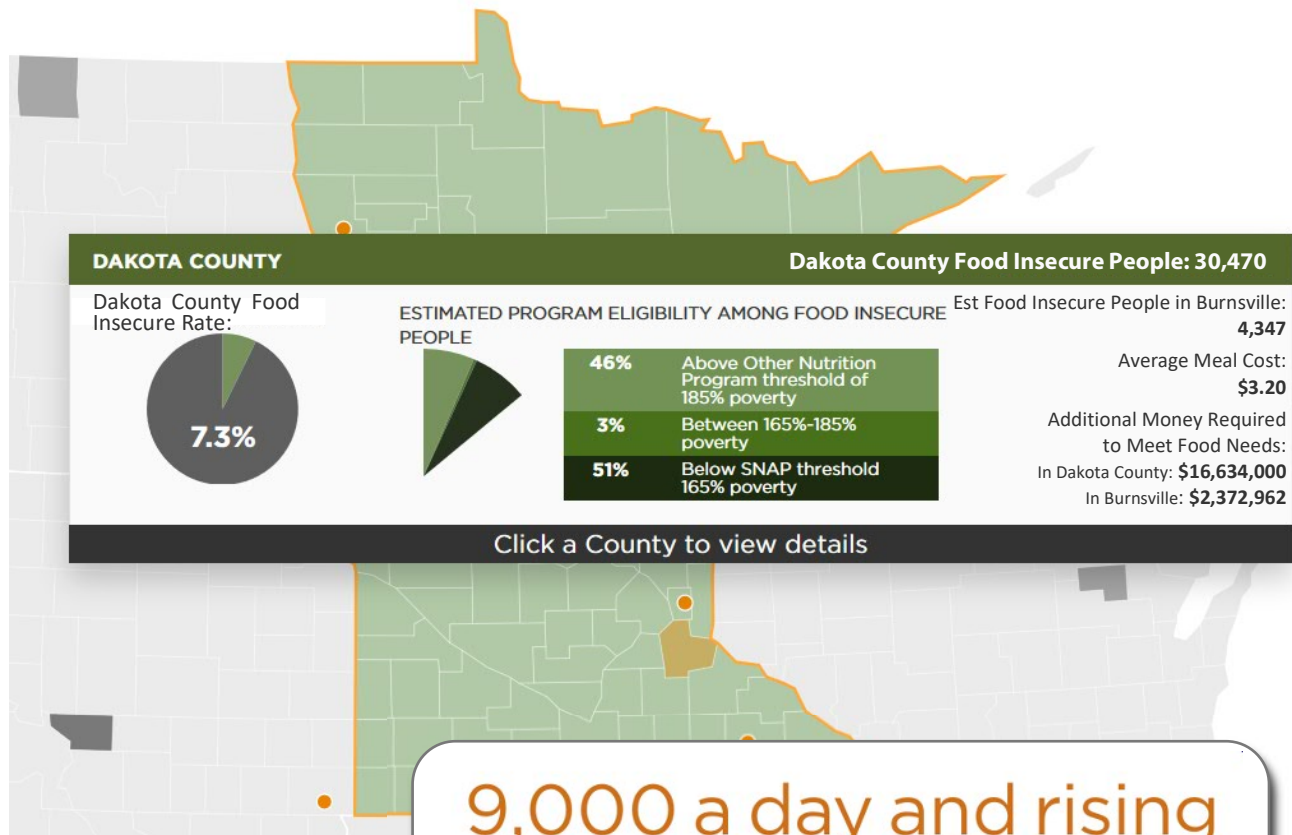 DAKOTA COUNTY
Dakota County Food Insecure People: 30,470
Dakota County Food
Insecure Rate:
7.3%
ESTIMATED PROGRAM ELIGIBILITY AMONG FOOD INSECURE
PEOPLE
46%
Above Other Nutrition
Program threshold of
185% poverty
3%
Between 165%-185%
poverty
51%
Below SNAP threshold
165% poverty
Est Food Insecure People in Burnsville:
4,347
Average Meal Cost:
$3.20
Additional Money Required
to Meet Food Needs:
In Dakota County: $16,634,000
In Burnsville: $2,372,962
Click a County to view details
9,000 a day and rising